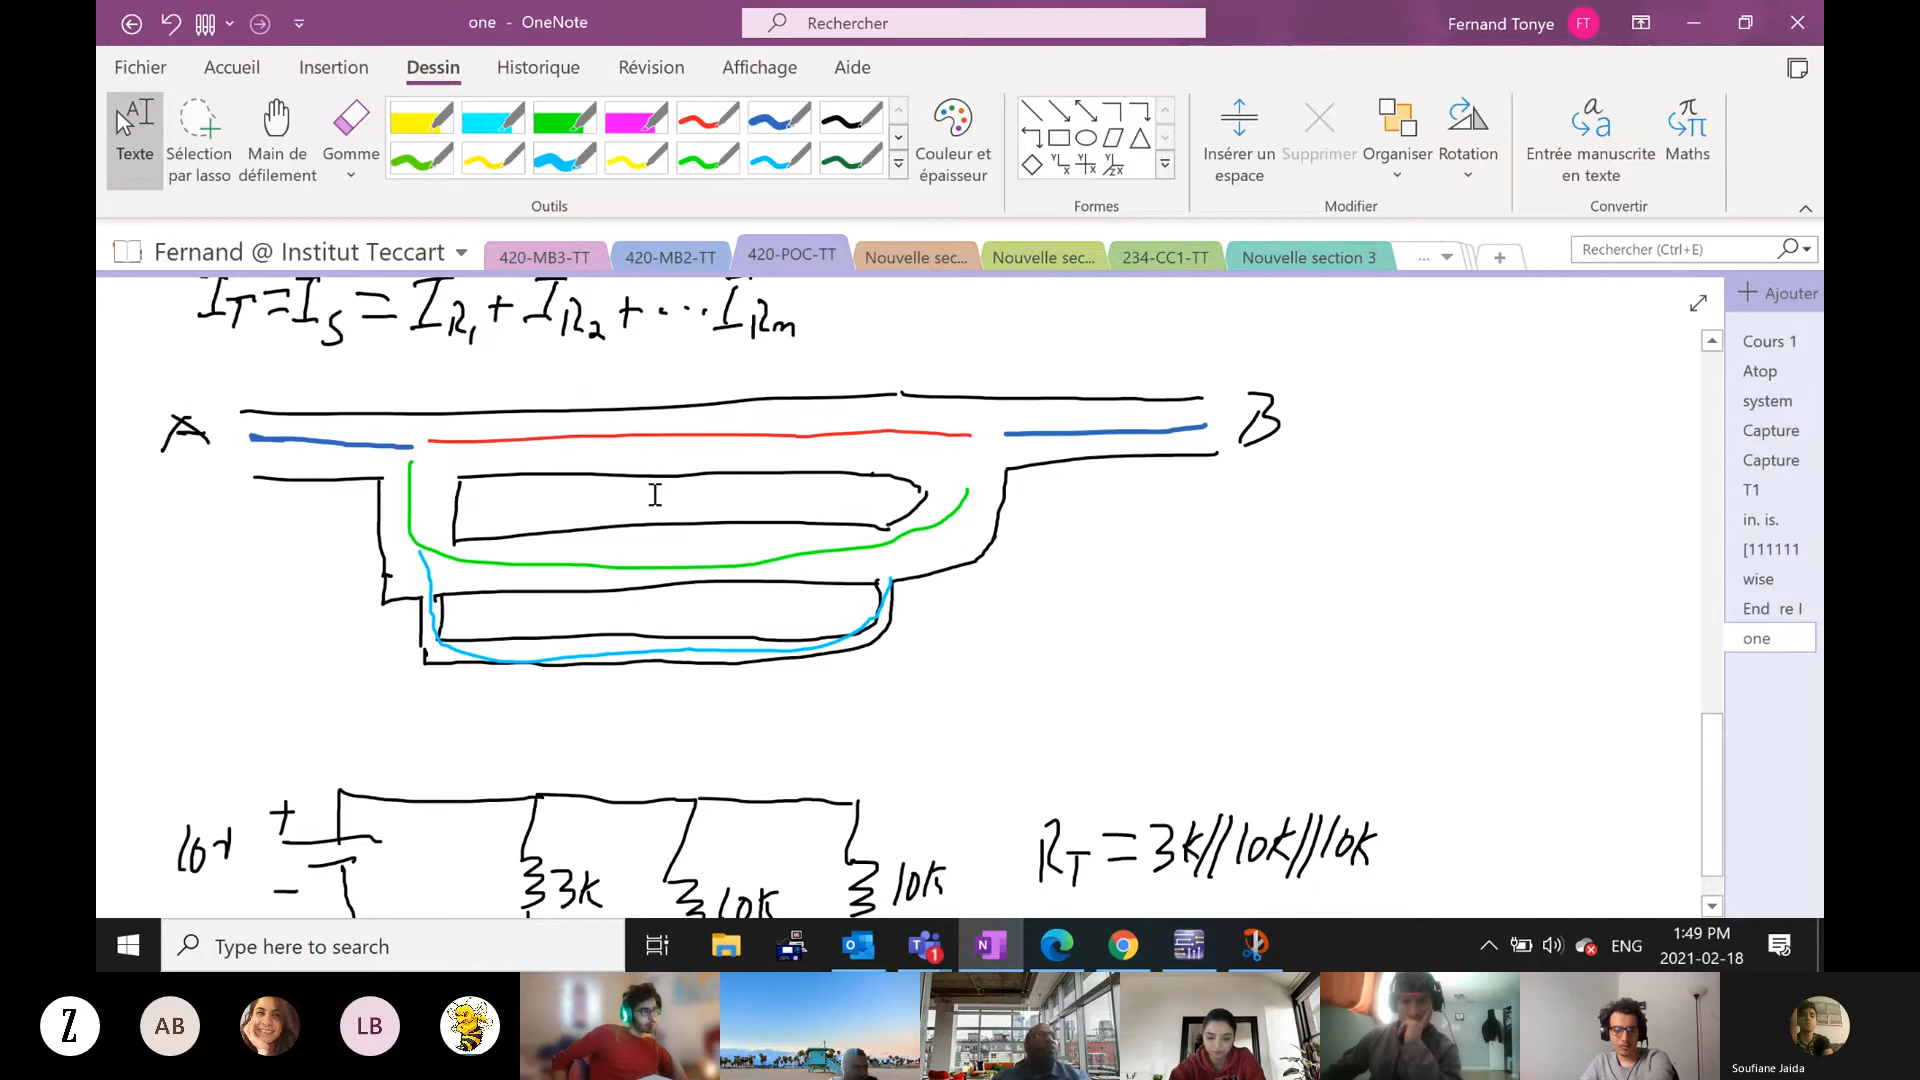 one - OneNote
Rechercher
Fernand Tonye
FT
Fichier
Accueil
Insertion
Dessin
Historique
Révision
Affichage
Aide
Texte
Sélection
par lasso
Main de
défilement
Gomme
Couleur et
épaisseur
Insérer un
espace
Supprimer
Organiser
Rotation
Entrée manuscrite
en texte
Maths
Outils
Formes
Modifier
Convertir
Fernand @ Institut Teccart
420-MB3-TT
420-MB2-TT
420-POC-TT
Nouvelle sec...
Nouvelle sec...
234-CC1-TT
Nouvelle section 3
...
Rechercher (Ctrl+E)
Ajouter
Cours 1
Atop
system
Capture
Capture
T1
in. is.
[111111
wise
End re l
one
IT = IS = IR1 + IR2 + ... IRn
A
B
+
10v
-
3k
10k
10k
RT = 3k//10k//10k
Type here to search
1
ENG
1:49 PM
2021-02-18
Z
AB
LB
Soufiane Jaida